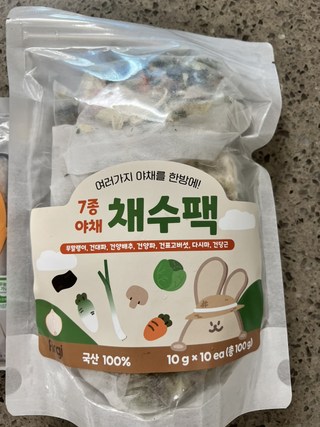 여러가지 야채를 한방에!
7종
야채
채수팩
무말랭이, 건대파, 건양배추, 건양파, 건표고버섯, 다시마, 건당근
국산 100%
10 g × 10 ea (총 100 g)